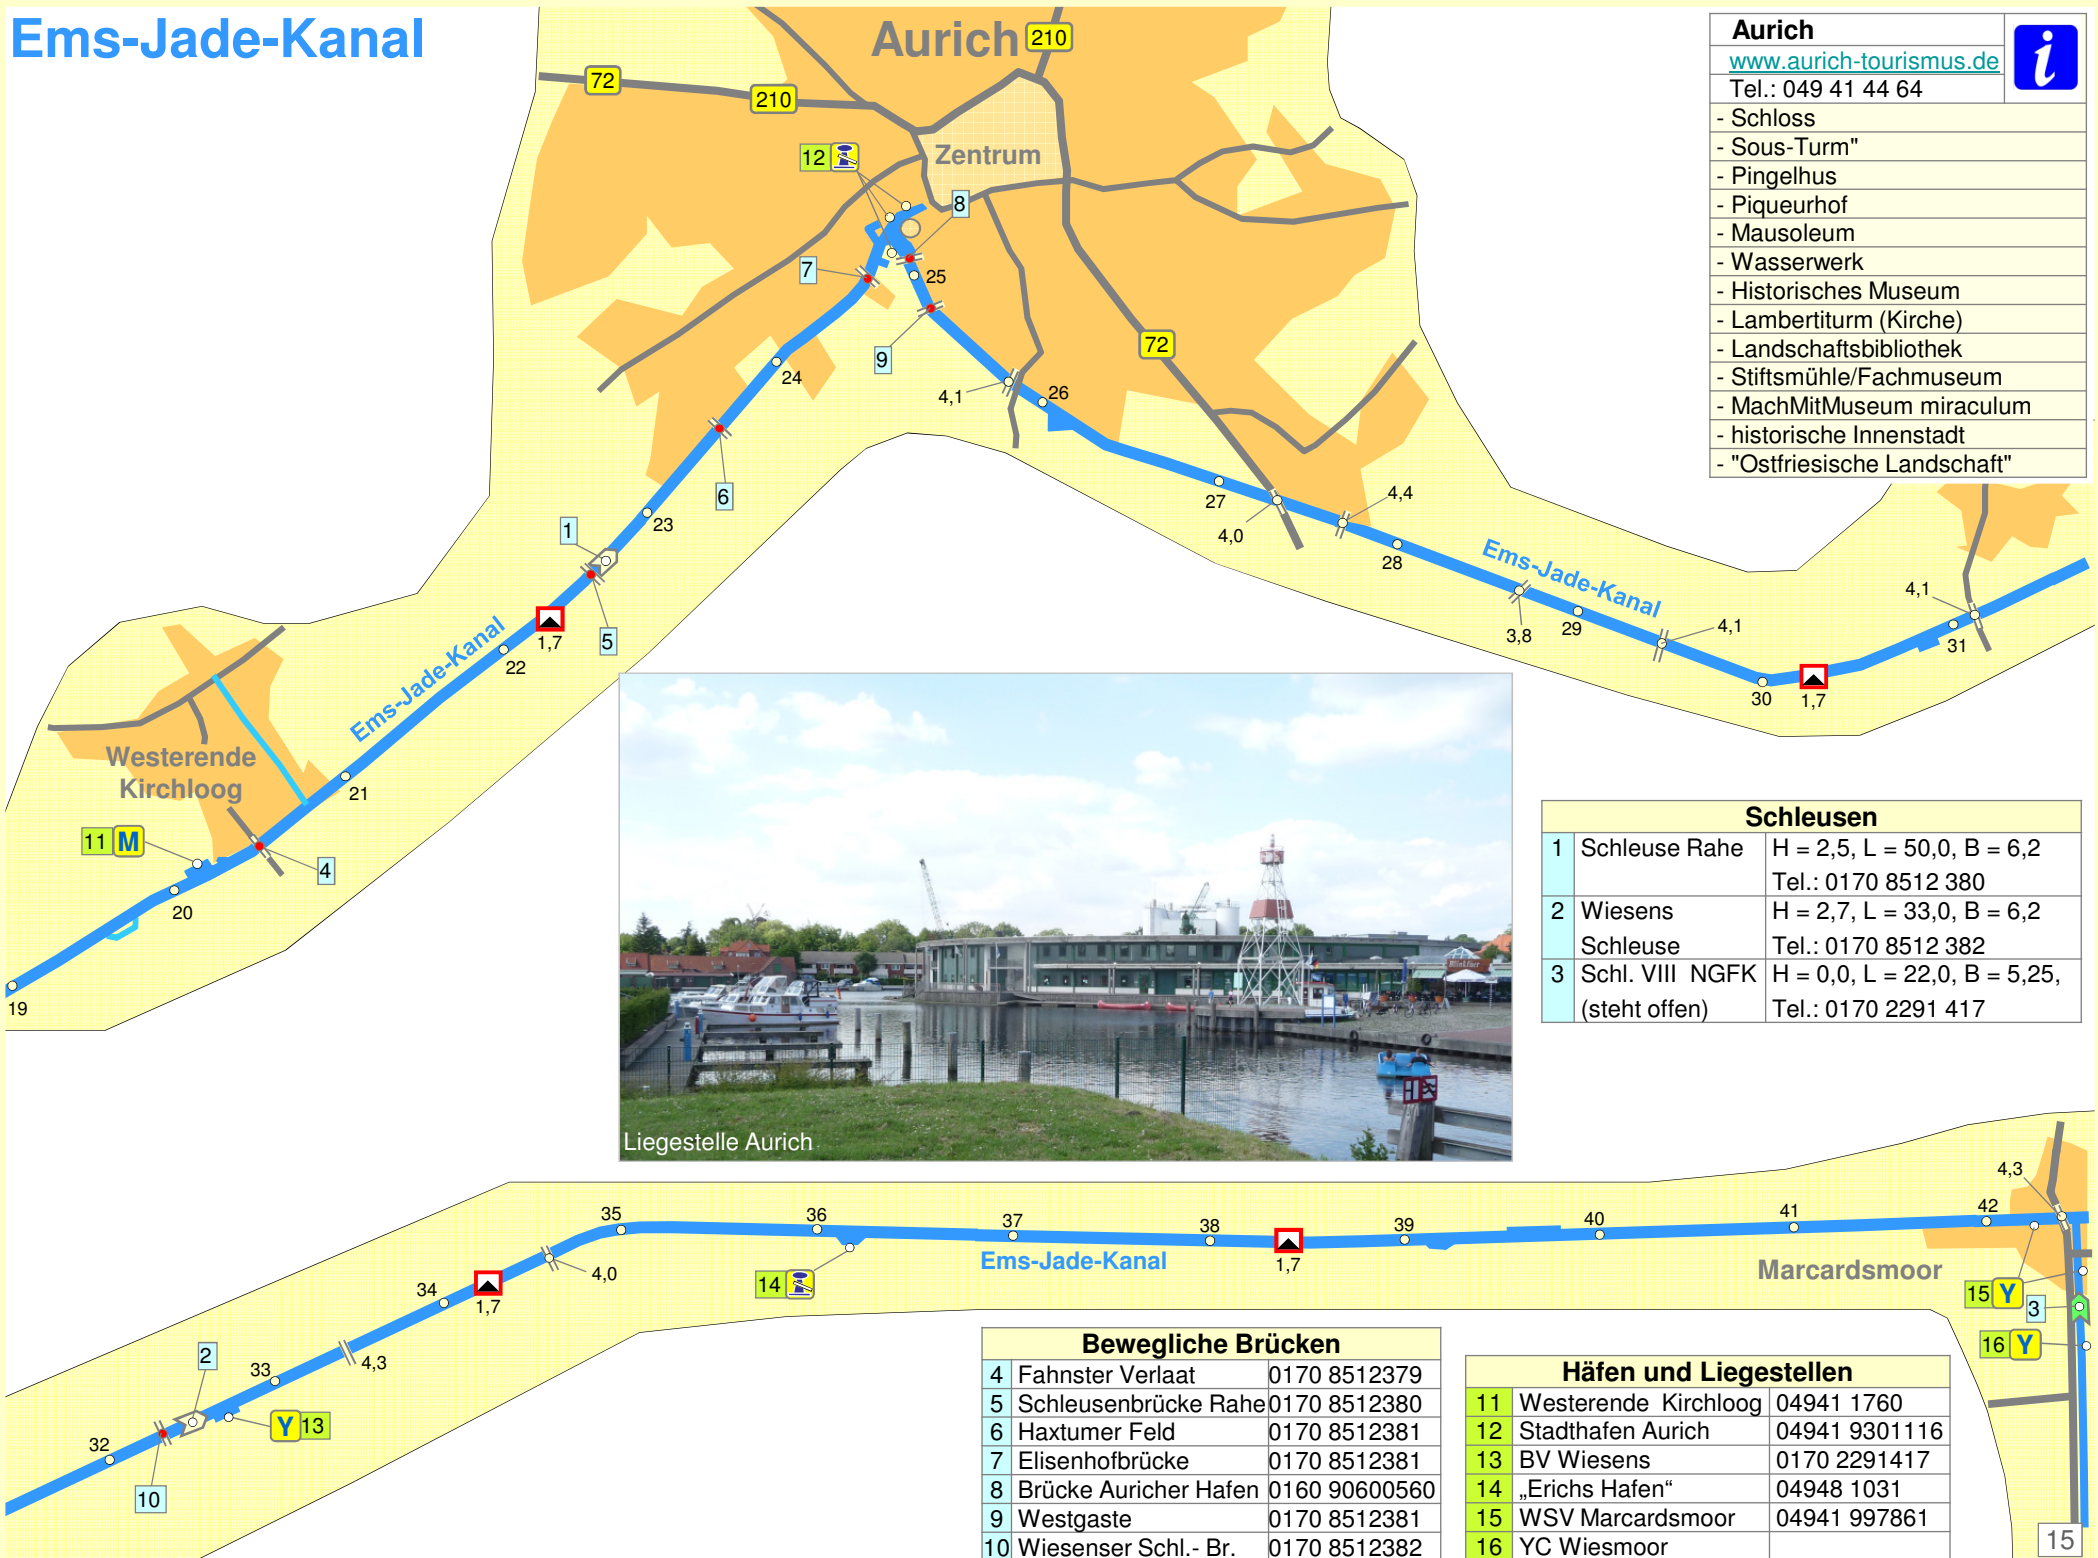 Ems-Jade-Kanal
Aurich
210
72
210
Zentrum
12
8
7
25
9
24
4,1
26
72
6
23
1
27
4,0
4,4
28
Ems-Jade-Kanal
3,8
29
4,1
30
1,7
4,1
31
5
1,7
22
Ems-Jade-Kanal
Westerende
Kirchloog
21
11 M
4
20
19
Aurich
www.aurich-tourismus.de
i
Tel.: 049 41 44 64
- Schloss
- Sous-Turm"
- Pingelhus
- Piqueurhof
- Mausoleum
- Wasserwerk
- Historisches Museum
- Lambertiturm (Kirche)
- Landschaftsbibliothek
- Stiftsmühle/Fachmuseum
- MachMitMuseum miraculum
- historische Innenstadt
- "Ostfriesische Landschaft"
Liegestelle Aurich
Schleusen
1 Schleuse Rahe H = 2,5, L = 50,0, B = 6,2
Tel.: 0170 8512 380
2 Wiesens H = 2,7, L = 33,0, B = 6,2
Schleuse Tel.: 0170 8512 382
3 Schl. VIII NGFK H = 0,0, L = 22,0, B = 5,25,
(steht offen) Tel.: 0170 2291 417
32
10
2
33
Y 13
4,3
34
1,7
4,0
35
36
14
37
Ems-Jade-Kanal
38
1,7
39
40
41
42
4,3
Marcardsmoor
15 Y
3
16 Y
Bewegliche Brücken
4 Fahnster Verlaat 0170 8512379
5 Schleusenbrücke Rahe 0170 8512380
6 Haxtumer Feld 0170 8512381
7 Elisenhofbrücke 0170 8512381
8 Brücke Auricher Hafen 0160 90600560
9 Westgaste 0170 8512381
10 Wiesenser Schl.- Br. 0170 8512382
Häfen und Liegestellen
11 Westerende Kirchloog 04941 1760
12 Stadthafen Aurich 04941 9301116
13 BV Wiesens 0170 2291417
14 „Erichs Hafen“ 04948 1031
15 WSV Marcardsmoor 04941 997861
16 YC Wiesmoor
15